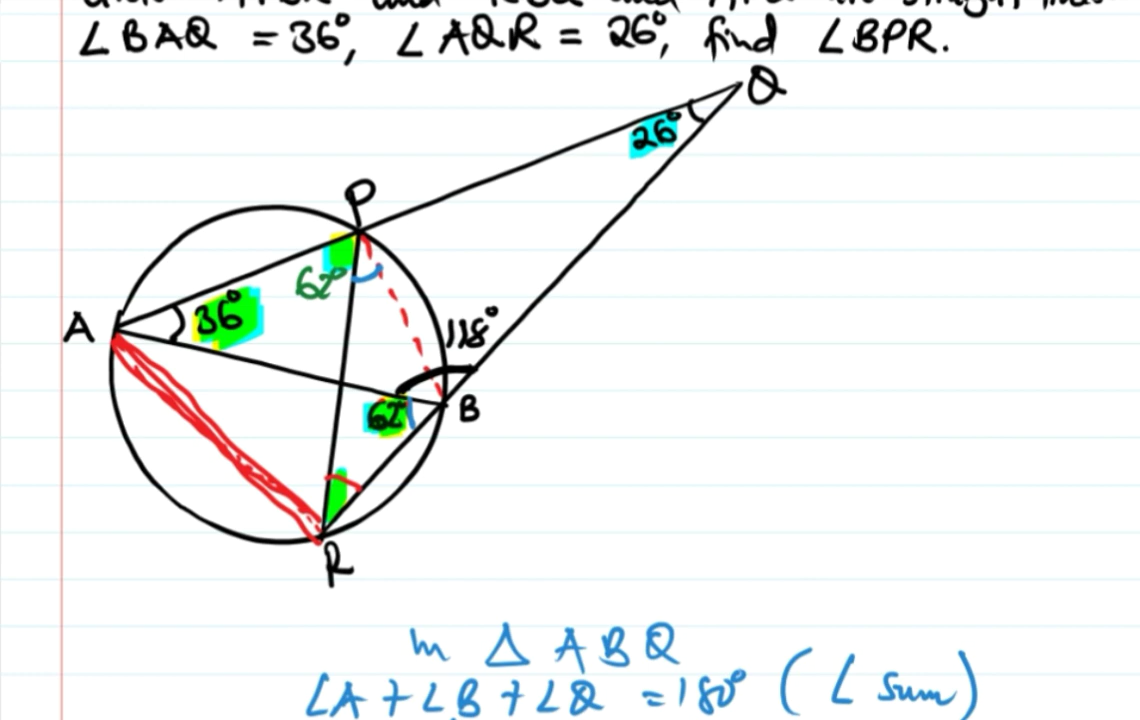 ∠BAQ = 36°, ∠AQR = 26°, find ∠BPR.
Q
26°
P
62°
36°
A
118°
62
B
R
In △ ABQ
∠A + ∠B + ∠Q = 180° (∠ sum)